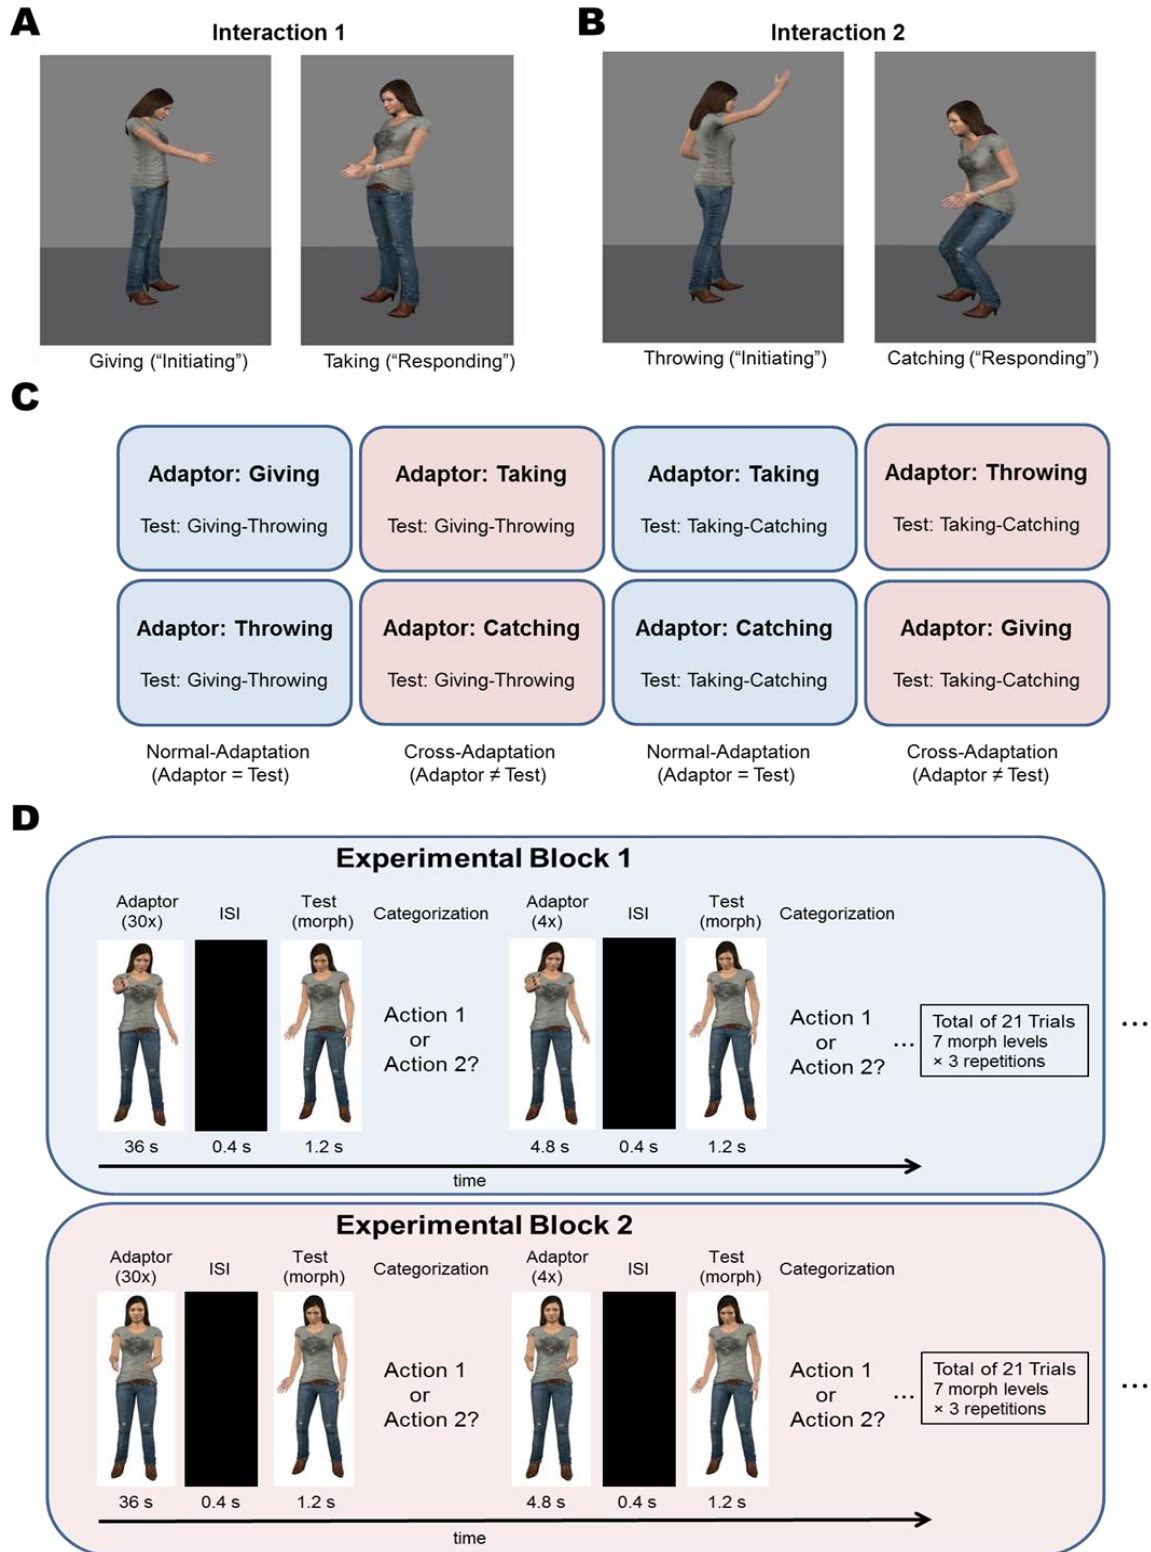 A
Interaction 1
Giving (“Initiating”)
Taking (“Responding”)
B
Interaction 2
Throwing (“Initiating”)
Catching (“Responding”)
C
Adaptor: Giving
Test: Giving-Throwing
Adaptor: Taking
Test: Giving-Throwing
Adaptor: Taking
Test: Taking-Catching
Adaptor: Throwing
Test: Taking-Catching
Adaptor: Throwing
Test: Giving-Throwing
Adaptor: Catching
Test: Giving-Throwing
Adaptor: Catching
Test: Taking-Catching
Adaptor: Giving
Test: Taking-Catching
Normal-Adaptation
(Adaptor = Test)
Cross-Adaptation
(Adaptor ≠ Test)
Normal-Adaptation
(Adaptor = Test)
Cross-Adaptation
(Adaptor ≠ Test)
D
Experimental Block 1
Adaptor
(30x)
ISI
Test
(morph)
Categorization
Adaptor
(4x)
ISI
Test
(morph)
Categorization
Action 1
or
Action 2?
Action 1
or
Action 2?
...
Total of 21 Trials
7 morph levels
× 3 repetitions
...
36 s
0.4 s
1.2 s
4.8 s
0.4 s
1.2 s
time
Experimental Block 2
Adaptor
(30x)
ISI
Test
(morph)
Categorization
Adaptor
(4x)
ISI
Test
(morph)
Categorization
Action 1
or
Action 2?
Action 1
or
Action 2?
...
Total of 21 Trials
7 morph levels
× 3 repetitions
...
36 s
0.4 s
1.2 s
4.8 s
0.4 s
1.2 s
time